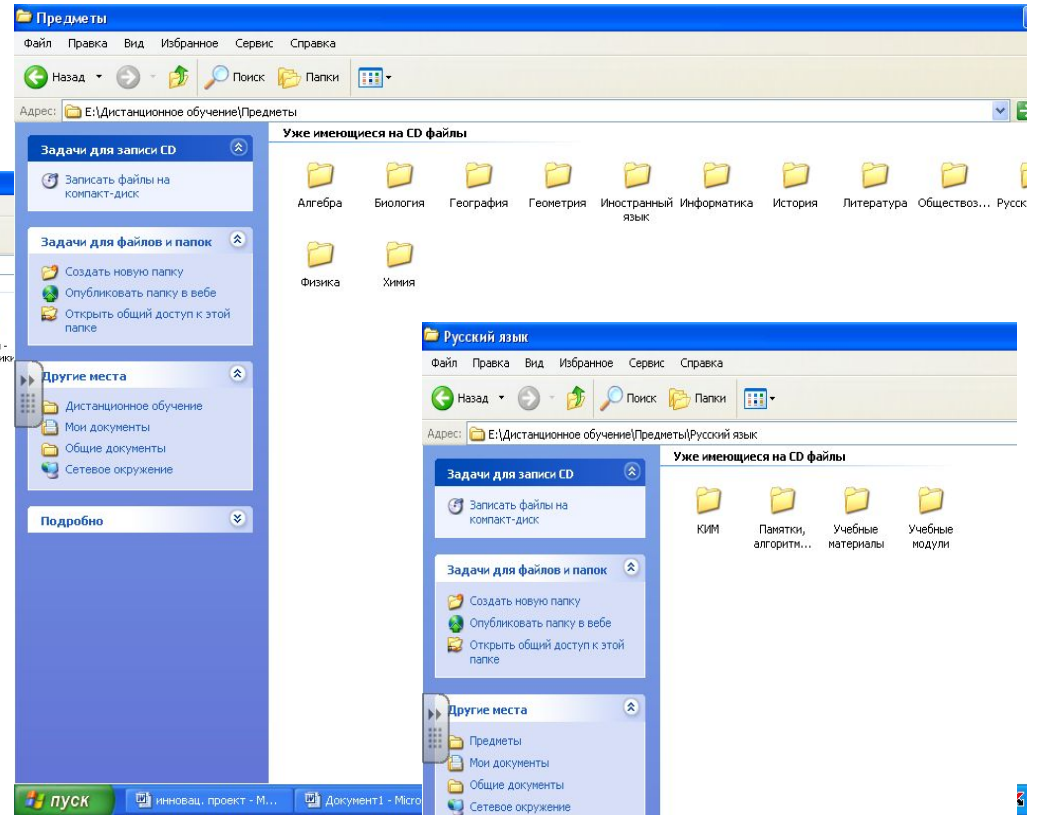 Предметы
Файл Правка Вид Избранное Сервис Справка
Назад Поиск Папки
Адрес: E:\Дистанционное обучение\Предметы
Уже имеющиеся на CD файлы
Задачи для записи CD
Записать файлы на
компакт-диск
Задачи для файлов и папок
Создать новую папку
Опубликовать папку в вебе
Открыть общий доступ к этой
папке
Другие места
Дистанционное обучение
Мои документы
Общие документы
Сетевое окружение
Подробно
Алгебра Биология География Геометрия Иностранный Информатика История Литература Обществоз... Русск
язык
Физика Химия
Русский язык
Файл Правка Вид Избранное Сервис Справка
Назад Поиск Папки
Адрес: E:\Дистанционное обучение\Предметы\Русский язык
Уже имеющиеся на CD файлы
Задачи для записи CD
Записать файлы на
компакт-диск
Задачи для файлов и папок
Создать новую папку
Опубликовать папку в вебе
Открыть общий доступ к этой
папке
Другие места
Предметы
Мои документы
Общие документы
Сетевое окружение
КИМ Памятки, Учебные Учебные
алгоритм... материалы модули
пуск инновац. проект - M... Документ1 - Micro